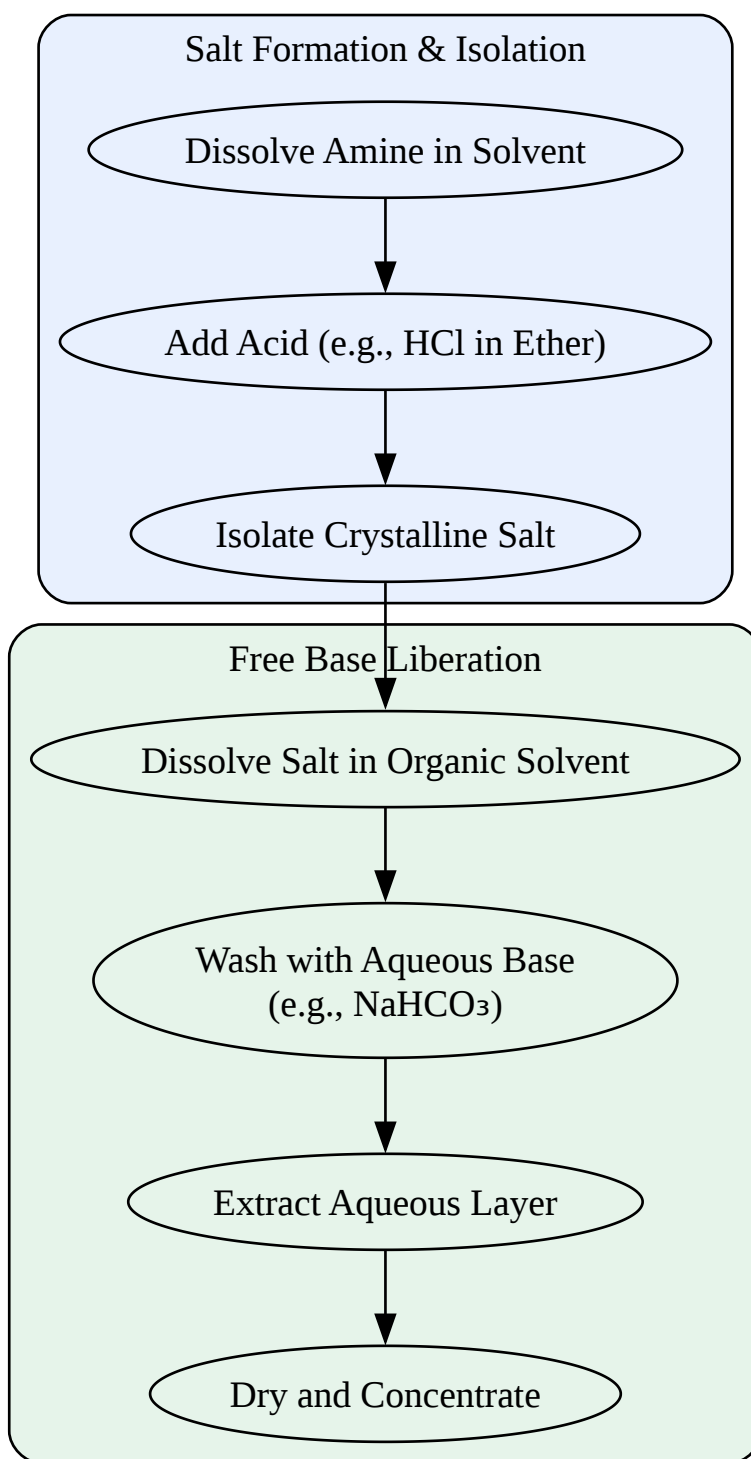 Salt Formation & Isolation
Dissolve Amine in Solvent
Add Acid (e.g., HCl in Ether)
Isolate Crystalline Salt
Free Base Liberation
Dissolve Salt in Organic Solvent
Wash with Aqueous Base
(e.g., NaHCO₃)
Extract Aqueous Layer
Dry and Concentrate